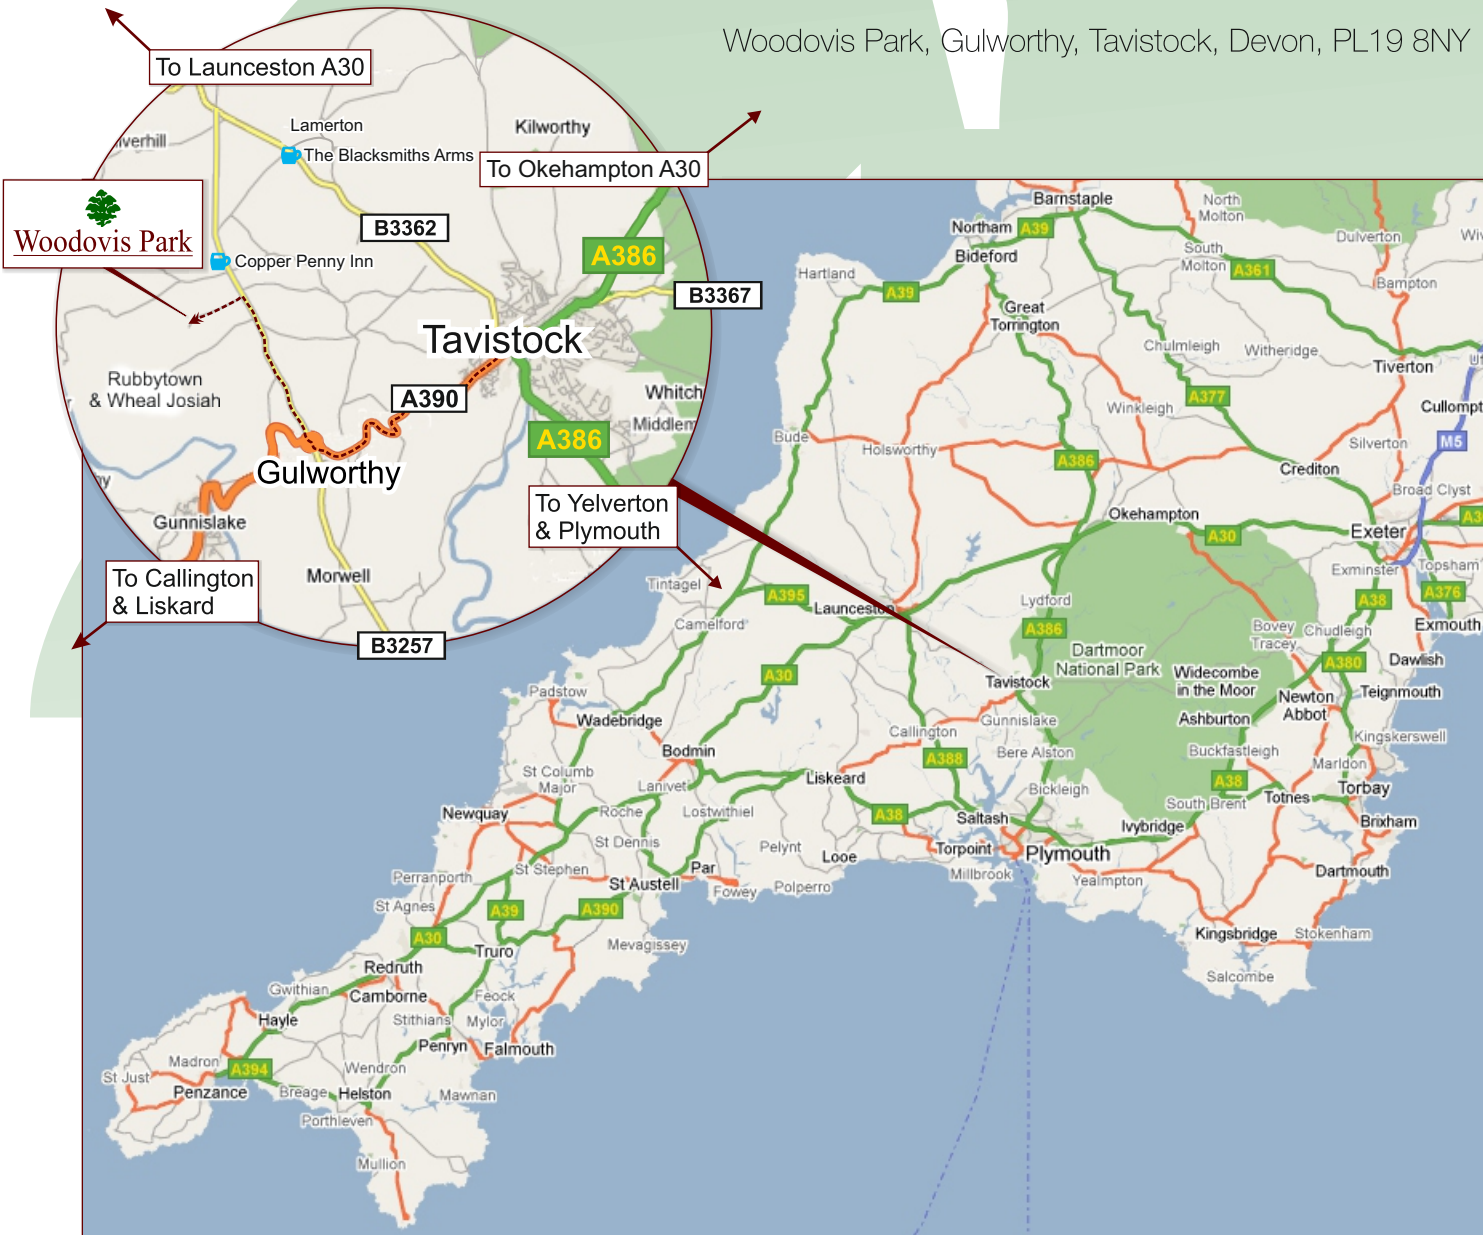 Woodovis Park, Gulworthy, Tavistock, Devon, PL19 8NY
To Launceston A30
Lamerton
The Blacksmiths Arms
Kilworthy
To Okehampton A30
Woodovis Park
B3362
A386
Copper Penny Inn
B3367
Tavistock
Rubbytown
& Wheal Josiah
A390
Whitch
Middlem
A386
Gulworthy
Gunnislake
To Yelverton
& Plymouth
To Callington
& Liskard
Morwell
B3257
Barnstaple
North
Molton
Northam
A39
Bideford
South
Molton
Dulverton
Wiv
A361
Hartland
A39
Bampton
Great
Torrington
Chulmleigh
Witheridge
Tiverton
A377
Winkleigh
Cullompt
Bude
Holsworthy
Silverton
M5
A386
Crediton
Broad Clyst
Okehampton
A30
Exeter
A3
Exminster
Topsham
Tintagel
A395
Launceston
Lydford
A38
A376
Camelford
A386
Bovey
Tracey
Chudleigh
Exmouth
Dartmoor
National Park
A380
Dawlish
A30
Tavistock
Widecombe
in the Moor
Newton
Abbot
Teignmouth
Padstow
Wadebridge
Gunnislake
Ashburton
Callington
Kingskerswell
Bodmin
Bere Alston
Buckfastleigh
A388
Marldon
St Columb
Major
Lanivet
Liskeard
Bickleigh
A38
Torbay
South Brent
Totnes
Newquay
Roche
Lostwithiel
A38
Saltash
Ivybridge
Brixham
St Dennis
Pelynt
Looe
Torpoint
Plymouth
Perranporth
St Stephen
Par
St Austell
Fowey
Polperro
Millbrook
Yealmpton
Dartmouth
St Agnes
A39
A390
A30
Truro
Mevagissey
Kingsbridge
Stokenham
Redruth
Salcombe
Gwithian
Camborne
Feock
Hayle
Stithians
Mylor
Penryn
Falmouth
Madron
A394
Wendron
St Just
Penzance
Breage
Helston
Mawnan
Porthleven
Mullion